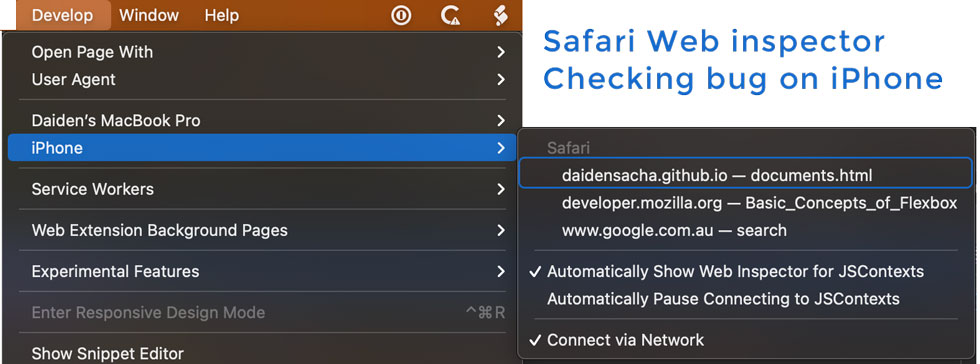 Develop Window Help
Safari Web inspector
Checking bug on iPhone
Open Page With
User Agent
Daiden’s MacBook Pro
iPhone
Service Workers
Web Extension Background Pages
Experimental Features
Enter Responsive Design Mode ^⌘R
Show Snippet Editor
Safari
daidensacha.github.io — documents.html
developer.mozilla.org — Basic_Concepts_of_Flexbox
www.google.com.au — search
✓ Automatically Show Web Inspector for JSContexts
Automatically Pause Connecting to JSContexts
✓ Connect via Network